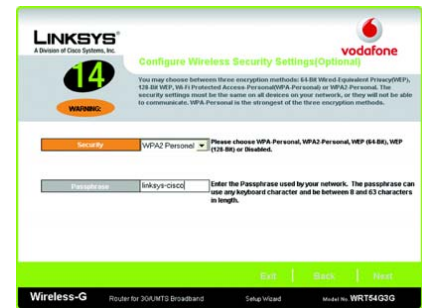 LINKSYS®
A Division of Cisco Systems, Inc.
vodafone
14
WARNING:
Configure Wireless Security Settings(Optional)
You may choose between three encryption methods: 64-Bit Wired-Equivalent Privacy(WEP),
128-Bit WEP, Wi-Fi Protected Access-Personal(WPA-Personal) or WPA2-Personal. The
security settings must be the same on all devices on your network, or they will not be able
to communicate. WPA-Personal is the strongest of the three encryption methods.
Security
WPA2 Personal
Please choose WPA-Personal, WPA2-Personal, WEP (64-Bit), WEP
(128-Bit) or Disabled.
Passphrase
linksys-cisco
Enter the Passphrase used by your network. The passphrase can
use any keyboard character and be between 8 and 63 characters
in length.
Exit
Back
Next
Wireless-G
Router for 3G/UMTS Broadband
Setup Wizard
Model No. WRT54G3G